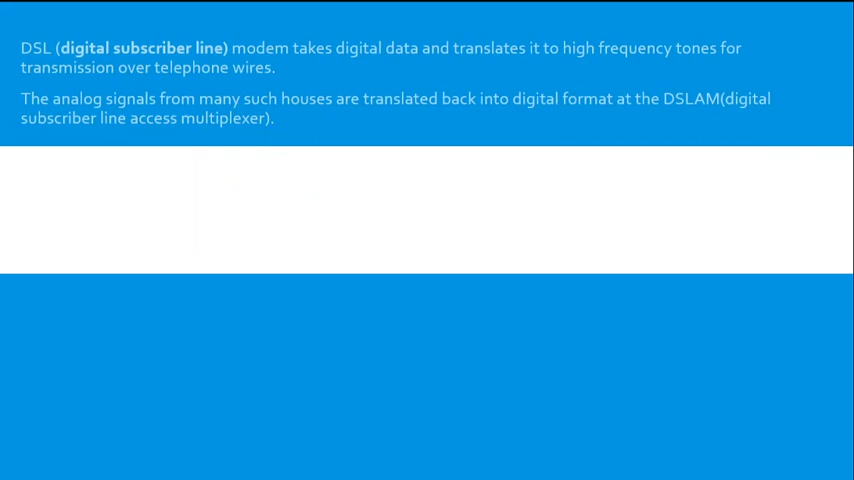 DSL (digital subscriber line) modem takes digital data and translates it to high frequency tones for
transmission over telephone wires.
The analog signals from many such houses are translated back into digital format at the DSLAM(digital
subscriber line access multiplexer).